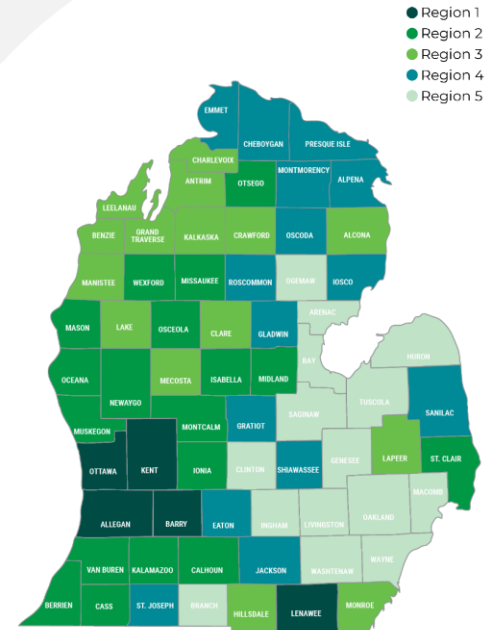 Region 1
Region 2
Region 3
Region 4
Region 5
EMMET
CHEBOYGAN
PRESQUE ISLE
CHARLEVOIX
ANTRIM
OTSEGO
MONTMORENCY
ALPENA
LEELANAU
BENZIE
GRAND
TRAVERSE
KALKASKA
CRAWFORD
OSCODA
ALCONA
MANISTEE
WEXFORD
MISSAUKEE
ROSCOMMON
OGEMAW
IOSCO
ARENAC
MASON
LAKE
OSCEOLA
CLARE
GLADWIN
HURON
BAY
OCEANA
NEWAYGO
MECOSTA
ISABELLA
MIDLAND
TUSCOLA
SAGINAW
SANILAC
MUSKEGON
MONTCALM
GRATIOT
OTTAWA
KENT
IONIA
CLINTON
SHIAWASSEE
GENESEE
LAPEER
ST. CLAIR
MACOMB
ALLEGAN
BARRY
EATON
INGHAM
LIVINGSTON
OAKLAND
VAN BUREN
KALAMAZOO
CALHOUN
JACKSON
WASHTENAW
WAYNE
BERRIEN
CASS
ST. JOSEPH
BRANCH
HILLSDALE
LENAWEE
MONROE